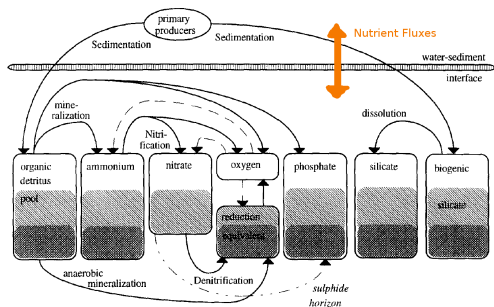 primary
producers
Sedimentation
Sedimentation
Nutrient Fluxes
water-sediment
interface
mine-
ralization
Nitri-
fication
dissolution
organic
detritus
pool
ammonium
nitrate
oxygen
phosphate
silicate
biogenic
silicate
reduction
equivalent
anaerobic
mineralization
Denitrification
sulphide
horizon